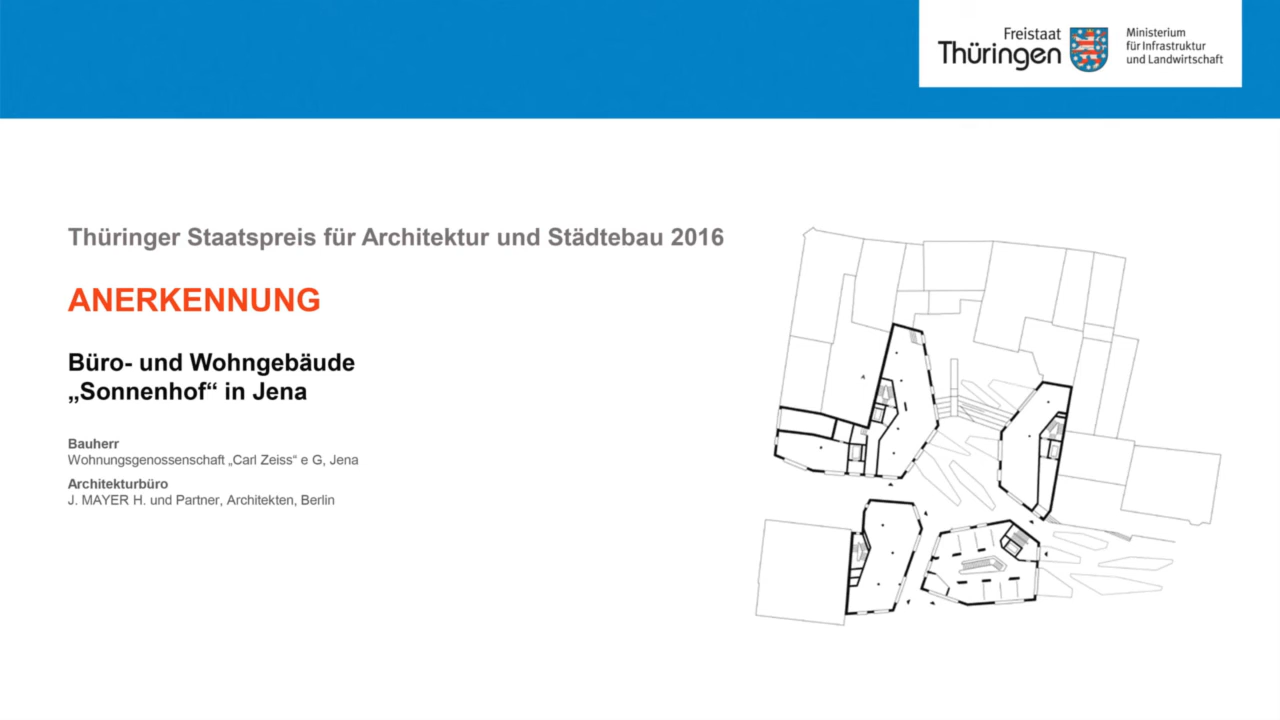 Freistaat
Thüringen
Ministerium
für Infrastruktur
und Landwirtschaft
Thüringer Staatspreis für Architektur und Städtebau 2016
ANERKENNUNG
Büro- und Wohngebäude
„Sonnenhof“ in Jena
Bauherr
Wohnungsgenossenschaft „Carl Zeiss“ e G, Jena
Architekturbüro
J. MAYER H. und Partner, Architekten, Berlin